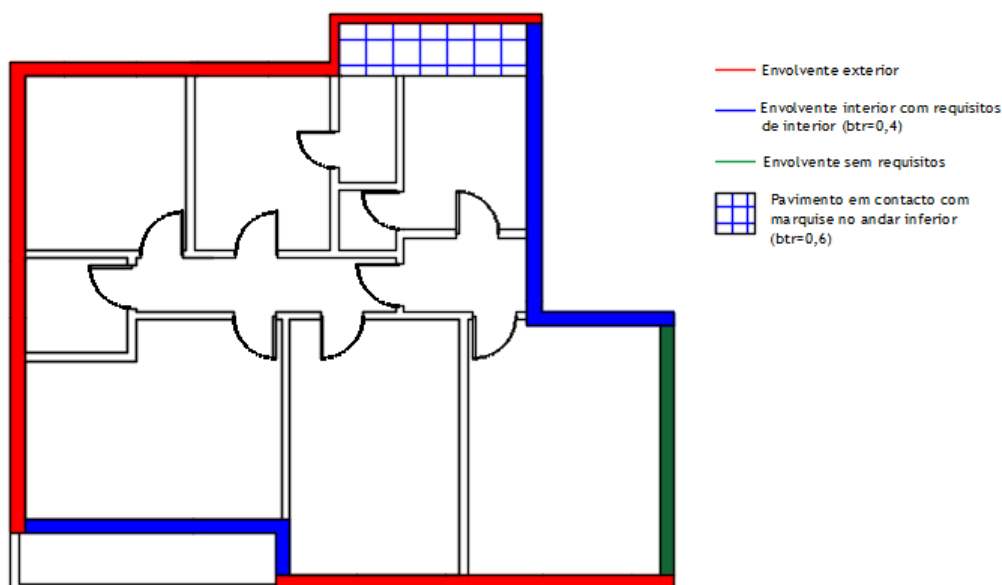 Envolvente exterior
Envolvente interior com requisitos
de interior (btr=0,4)
Envolvente sem requisitos
Pavimento em contacto com
marquise no andar inferior
(btr=0,6)